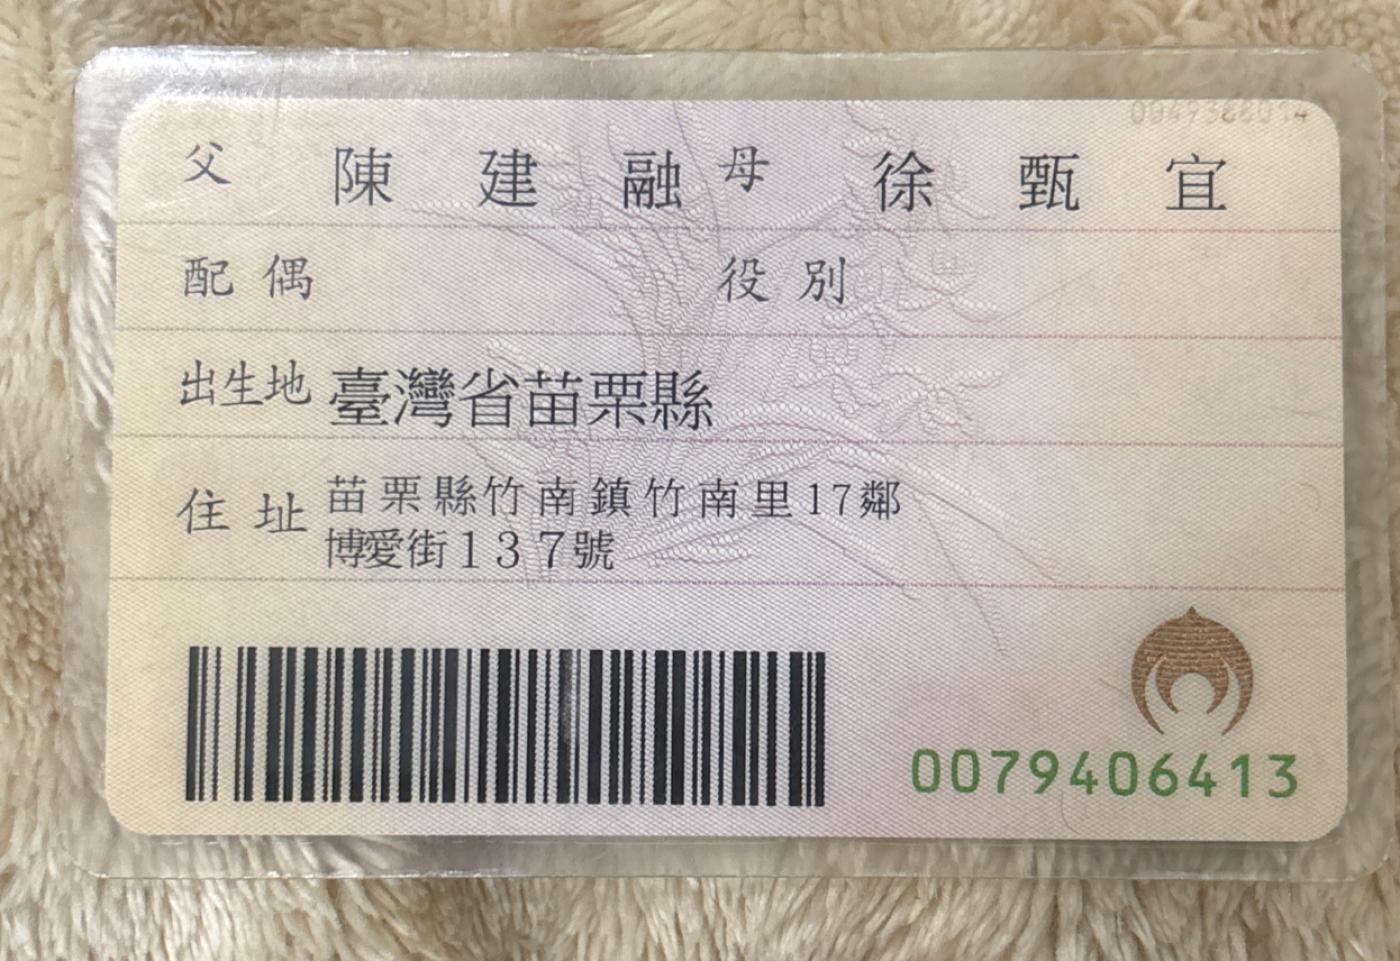 父 陳建融 母 徐甄宜
配偶 役別
出生地 臺灣省苗栗縣
住址 苗栗縣竹南鎮竹南里17鄰
博愛街137號
0079406413